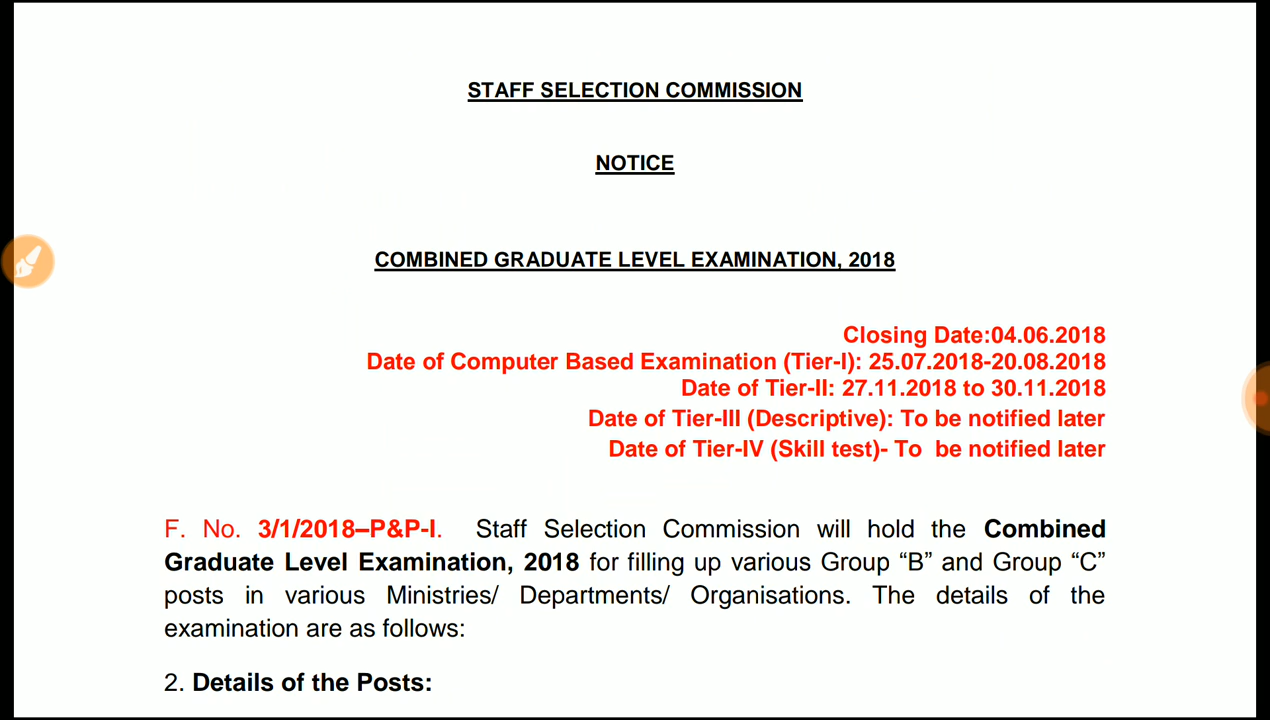 STAFF SELECTION COMMISSION
NOTICE
COMBINED GRADUATE LEVEL EXAMINATION, 2018
Closing Date:04.06.2018
Date of Computer Based Examination (Tier-I): 25.07.2018-20.08.2018
Date of Tier-II: 27.11.2018 to 30.11.2018
Date of Tier-III (Descriptive): To be notified later
Date of Tier-IV (Skill test)- To be notified later
F. No. 3/1/2018–P&P-I. Staff Selection Commission will hold the Combined
Graduate Level Examination, 2018 for filling up various Group “B” and Group “C”
posts in various Ministries/ Departments/ Organisations. The details of the
examination are as follows:
2. Details of the Posts: